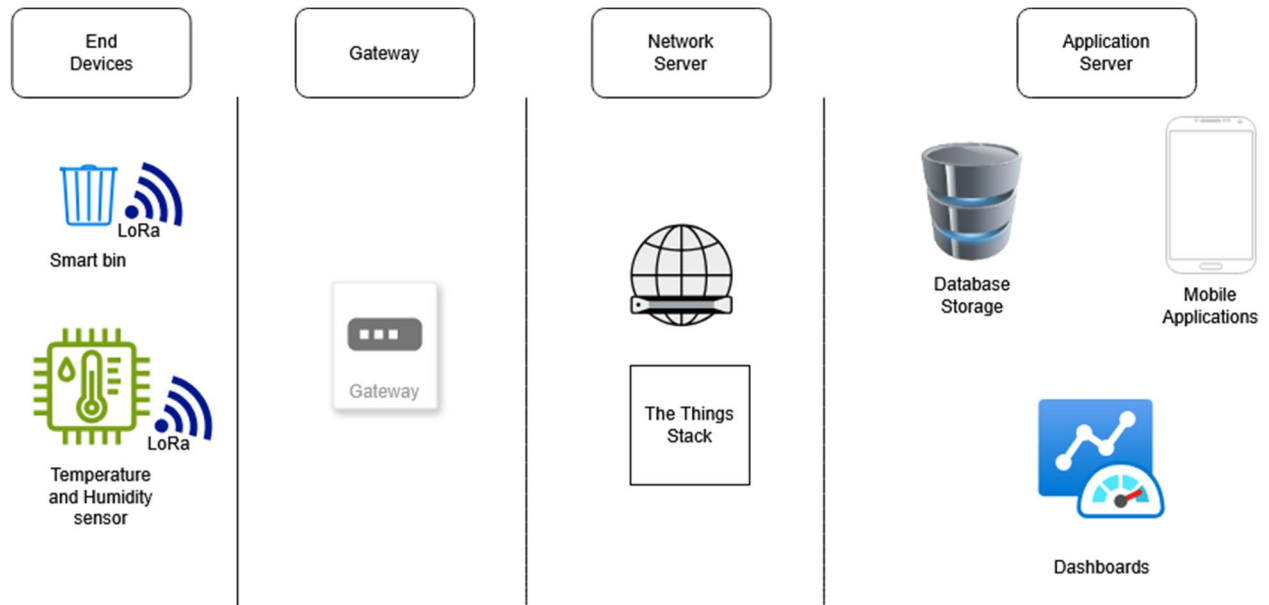 End
Devices
Gateway
Network
Server
Application
Server
LoRa
Smart bin
LoRa
Temperature
and Humidity
sensor
Gateway
The Things
Stack
Database
Storage
Mobile
Applications
Dashboards